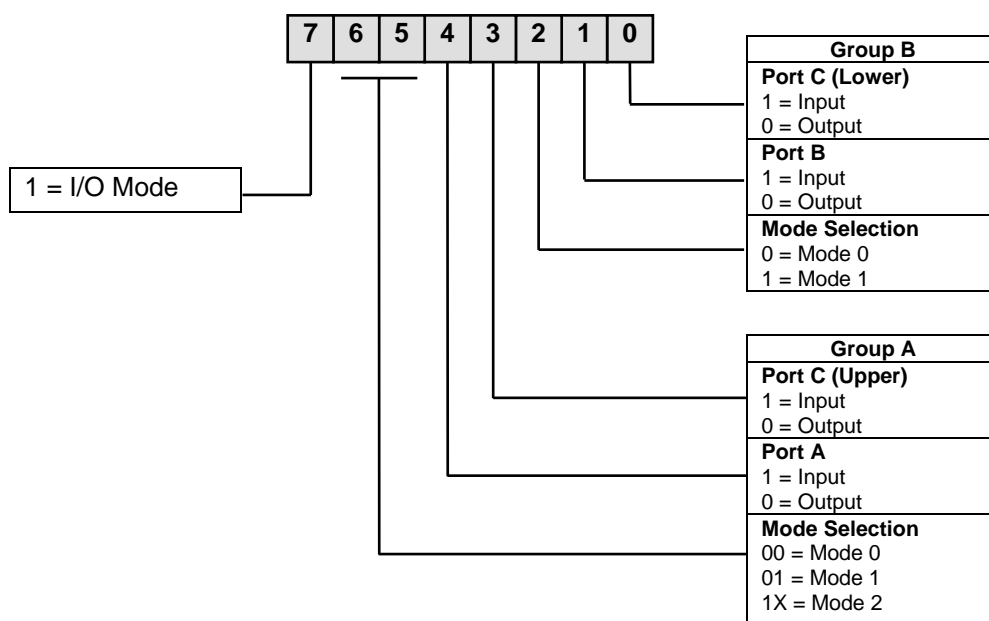 7 6 5 4 3 2 1 0
1 = I/O Mode
Group B
Port C (Lower)
1 = Input
0 = Output
Port B
1 = Input
0 = Output
Mode Selection
0 = Mode 0
1 = Mode 1
Group A
Port C (Upper)
1 = Input
0 = Output
Port A
1 = Input
0 = Output
Mode Selection
00 = Mode 0
01 = Mode 1
1X = Mode 2